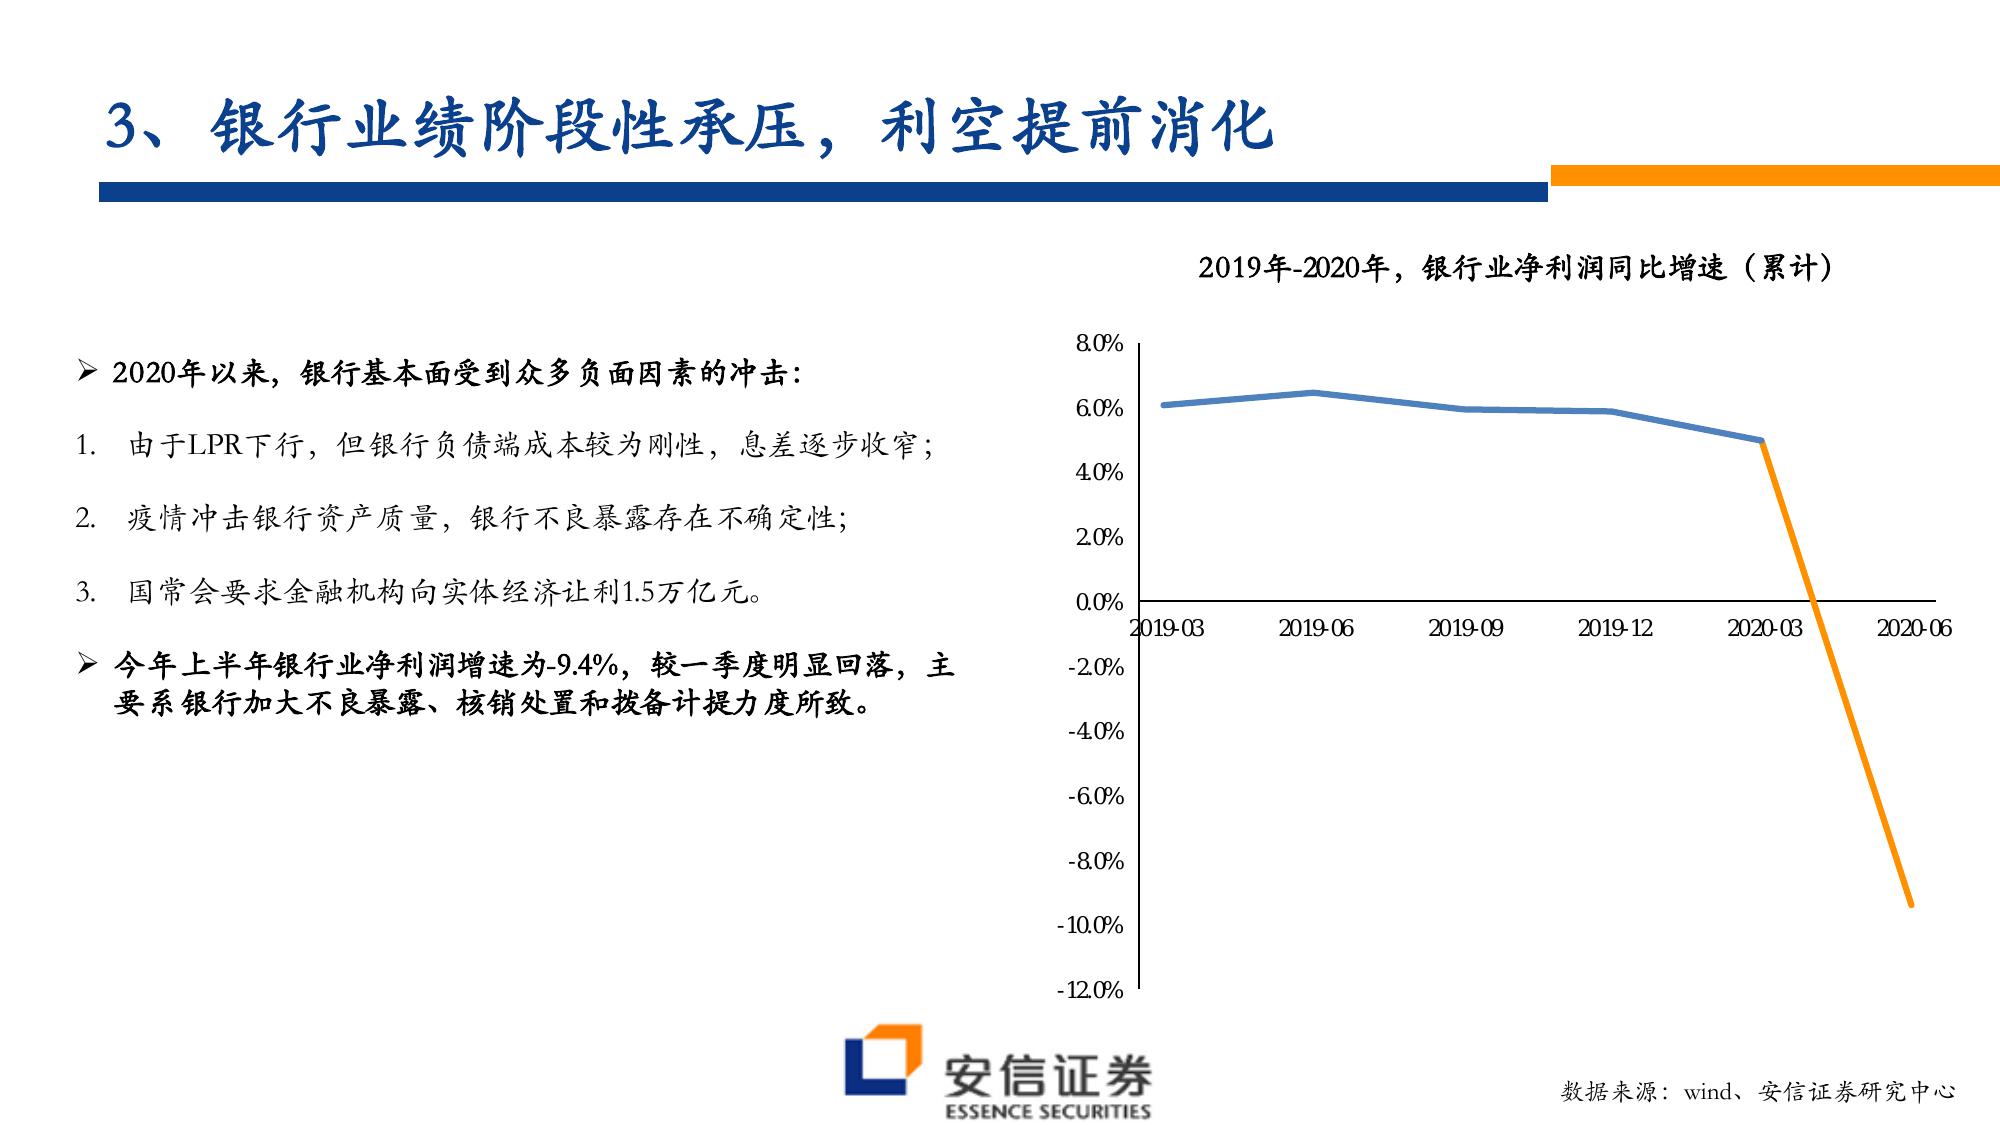 3、银行业绩阶段性承压，利空提前消化
➢ 2020年以来，银行基本面受到众多负面因素的冲击：
1. 由于LPR下行，但银行负债端成本较为刚性，息差逐步收窄；
2. 疫情冲击银行资产质量，银行不良暴露存在不确定性；
3. 国常会要求金融机构向实体经济让利1.5万亿元。
➢ 今年上半年银行业净利润增速为-9.4%，较一季度明显回落，主
要系银行加大不良暴露、核销处置和拨备计提力度所致。
2019年-2020年，银行业净利润同比增速（累计）
8.0%
6.0%
4.0%
2.0%
0.0%
2019-03 2019-06 2019-09 2019-12 2020-03 2020-06
-2.0%
-4.0%
-6.0%
-8.0%
-10.0%
-12.0%
安信证券
ESSENCE SECURITIES
数据来源：wind、安信证券研究中心